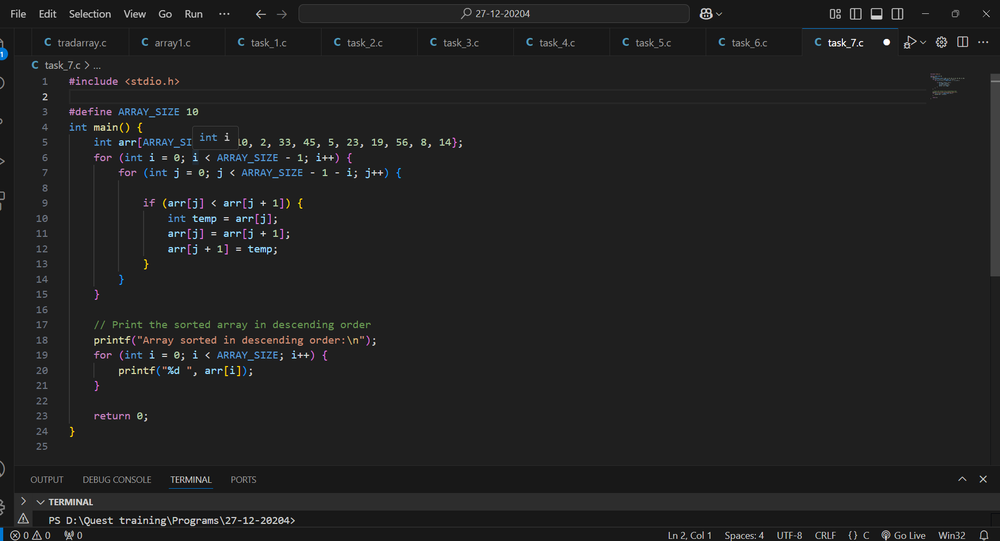 File Edit Selection View Go Run ··· 27-12-20204
C tradarray.c C array1.c C task_1.c C task_2.c C task_3.c C task_4.c C task_5.c C task_6.c C task_7.c
1
C task_7.c > ...
1 #include <stdio.h>
2
3 #define ARRAY_SIZE 10
4 int main() {
int i
5 int arr[ARRAY_SI 10, 2, 33, 45, 5, 23, 19, 56, 8, 14};
6 for (int i = 0; i < ARRAY_SIZE - 1; i++) {
7 for (int j = 0; j < ARRAY_SIZE - 1 - i; j++) {
8
9 if (arr[j] < arr[j + 1]) {
10 int temp = arr[j];
11 arr[j] = arr[j + 1];
12 arr[j + 1] = temp;
13 }
14 }
15 }
16
17 // Print the sorted array in descending order
18 printf("Array sorted in descending order:\n");
19 for (int i = 0; i < ARRAY_SIZE; i++) {
20 printf("%d ", arr[i]);
21 }
22
23 return 0;
24 }
25
OUTPUT DEBUG CONSOLE TERMINAL PORTS
TERMINAL
PS D:\Quest training\Programs\27-12-20204>
0 0 0 Ln 2, Col 1 Spaces: 4 UTF-8 CRLF {} C Go Live Win32